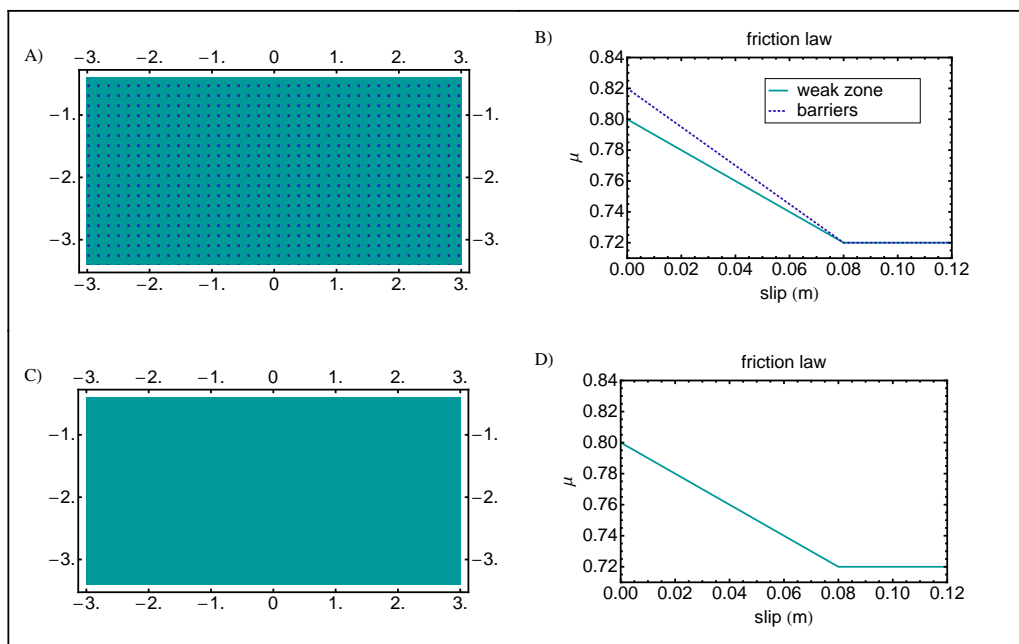 A)
−3. −2. −1. 0 1. 2. 3.
−1. −1.
−2. −2.
−3. −3.
−3. −2. −1. 0 1. 2. 3.
B)
friction law
0.84
0.82
0.80
0.78
0.76
0.74
0.72
μ
weak zone
barriers
0.00 0.02 0.04 0.06 0.08 0.10 0.12
slip (m)
C)
−3. −2. −1. 0 1. 2. 3.
−1. −1.
−2. −2.
−3. −3.
−3. −2. −1. 0 1. 2. 3.
D)
friction law
0.84
0.82
0.80
0.78
0.76
0.74
0.72
μ
0.00 0.02 0.04 0.06 0.08 0.10 0.12
slip (m)